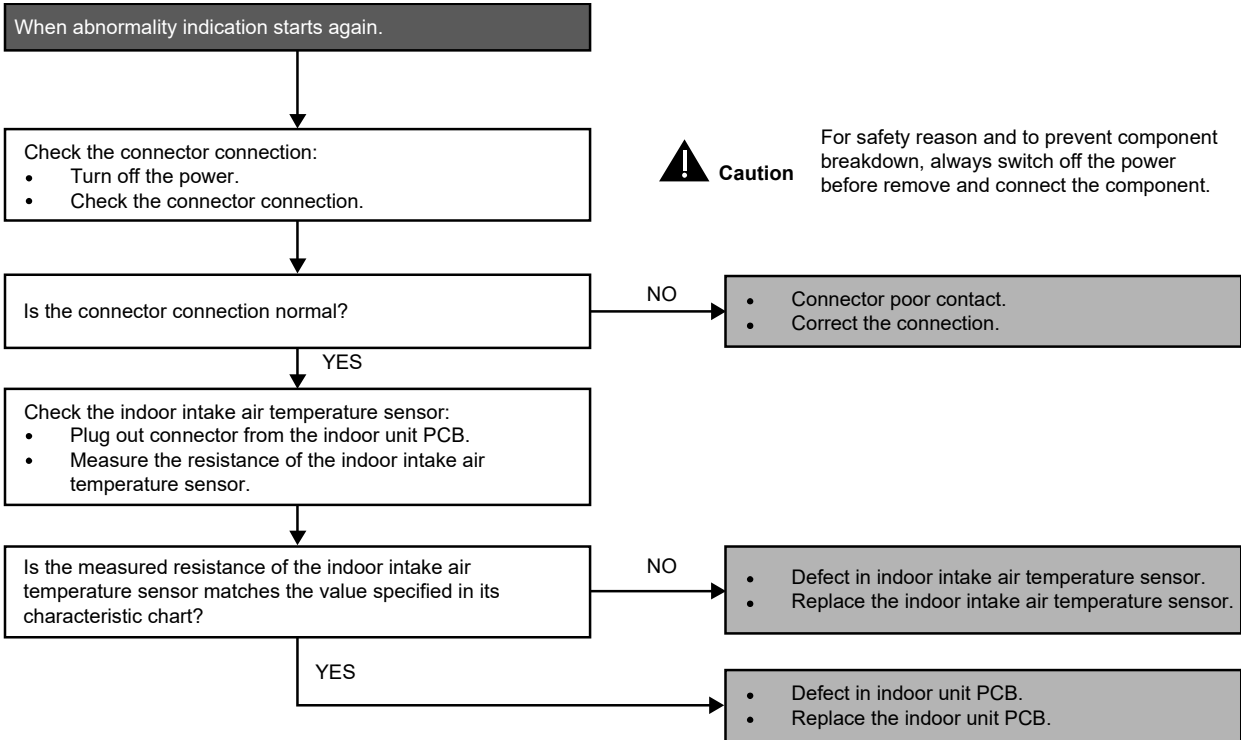 When abnormality indication starts again.
Check the connector connection:
• Turn off the power.
• Check the connector connection.
Caution
For safety reason and to prevent component
breakdown, always switch off the power
before remove and connect the component.
Is the connector connection normal?
NO
• Connector poor contact.
• Correct the connection.
YES
Check the indoor intake air temperature sensor:
• Plug out connector from the indoor unit PCB.
• Measure the resistance of the indoor intake air
temperature sensor.
Is the measured resistance of the indoor intake air
temperature sensor matches the value specified in its
characteristic chart?
NO
• Defect in indoor intake air temperature sensor.
• Replace the indoor intake air temperature sensor.
YES
• Defect in indoor unit PCB.
• Replace the indoor unit PCB.